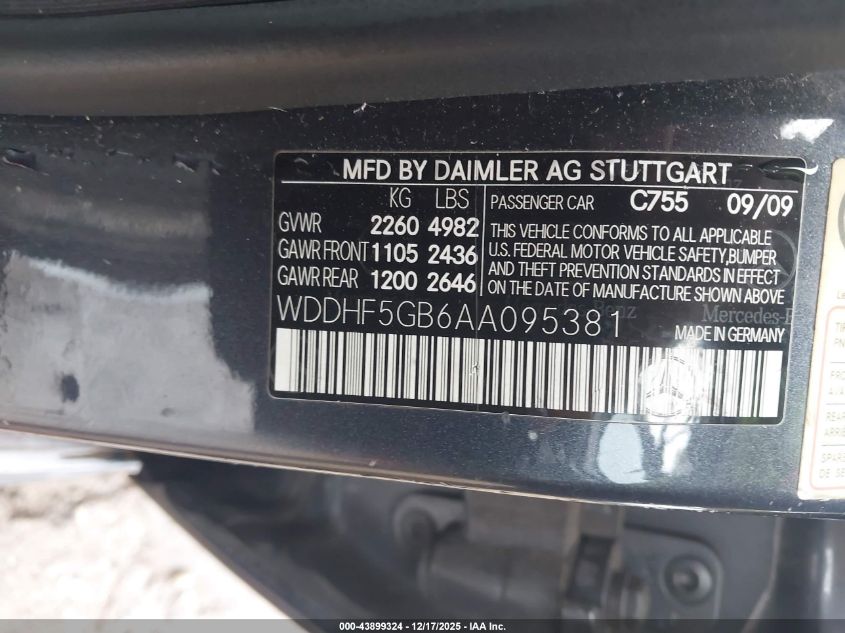 MFD BY DAIMLER AG STUTTGART
KG LBS
GVWR 2260 4982
GAWR FRONT 1105 2436
GAWR REAR 1200 2646
PASSENGER CAR C755 09/09
THIS VEHICLE CONFORMS TO ALL APPLICABLE
U.S. FEDERAL MOTOR VEHICLE SAFETY,BUMPER
AND THEFT PREVENTION STANDARDS IN EFFECT
ON THE DATE OF MANUFACTURE SHOWN ABOVE
WDDHF5GB6AA095381
MADE IN GERMANY
000-43899324 - 12/17/2025 - IAA Inc.